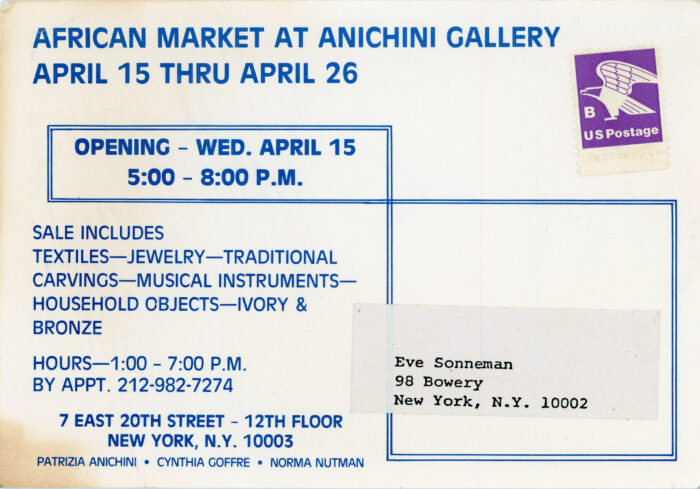 AFRICAN MARKET AT ANICHINI GALLERY
APRIL 15 THRU APRIL 26
B
US Postage
OPENING – WED. APRIL 15
5:00 – 8:00 P.M.
SALE INCLUDES
TEXTILES—JEWELRY—TRADITIONAL
CARVINGS—MUSICAL INSTRUMENTS—
HOUSEHOLD OBJECTS—IVORY &
BRONZE
HOURS—1:00 – 7:00 P.M.
BY APPT. 212-982-7274
7 EAST 20TH STREET – 12TH FLOOR
NEW YORK, N.Y. 10003
PATRIZIA ANICHINI • CYNTHIA GOFFRE • NORMA NUTMAN
Eve Sonneman
98 Bowery
New York, N.Y. 10002